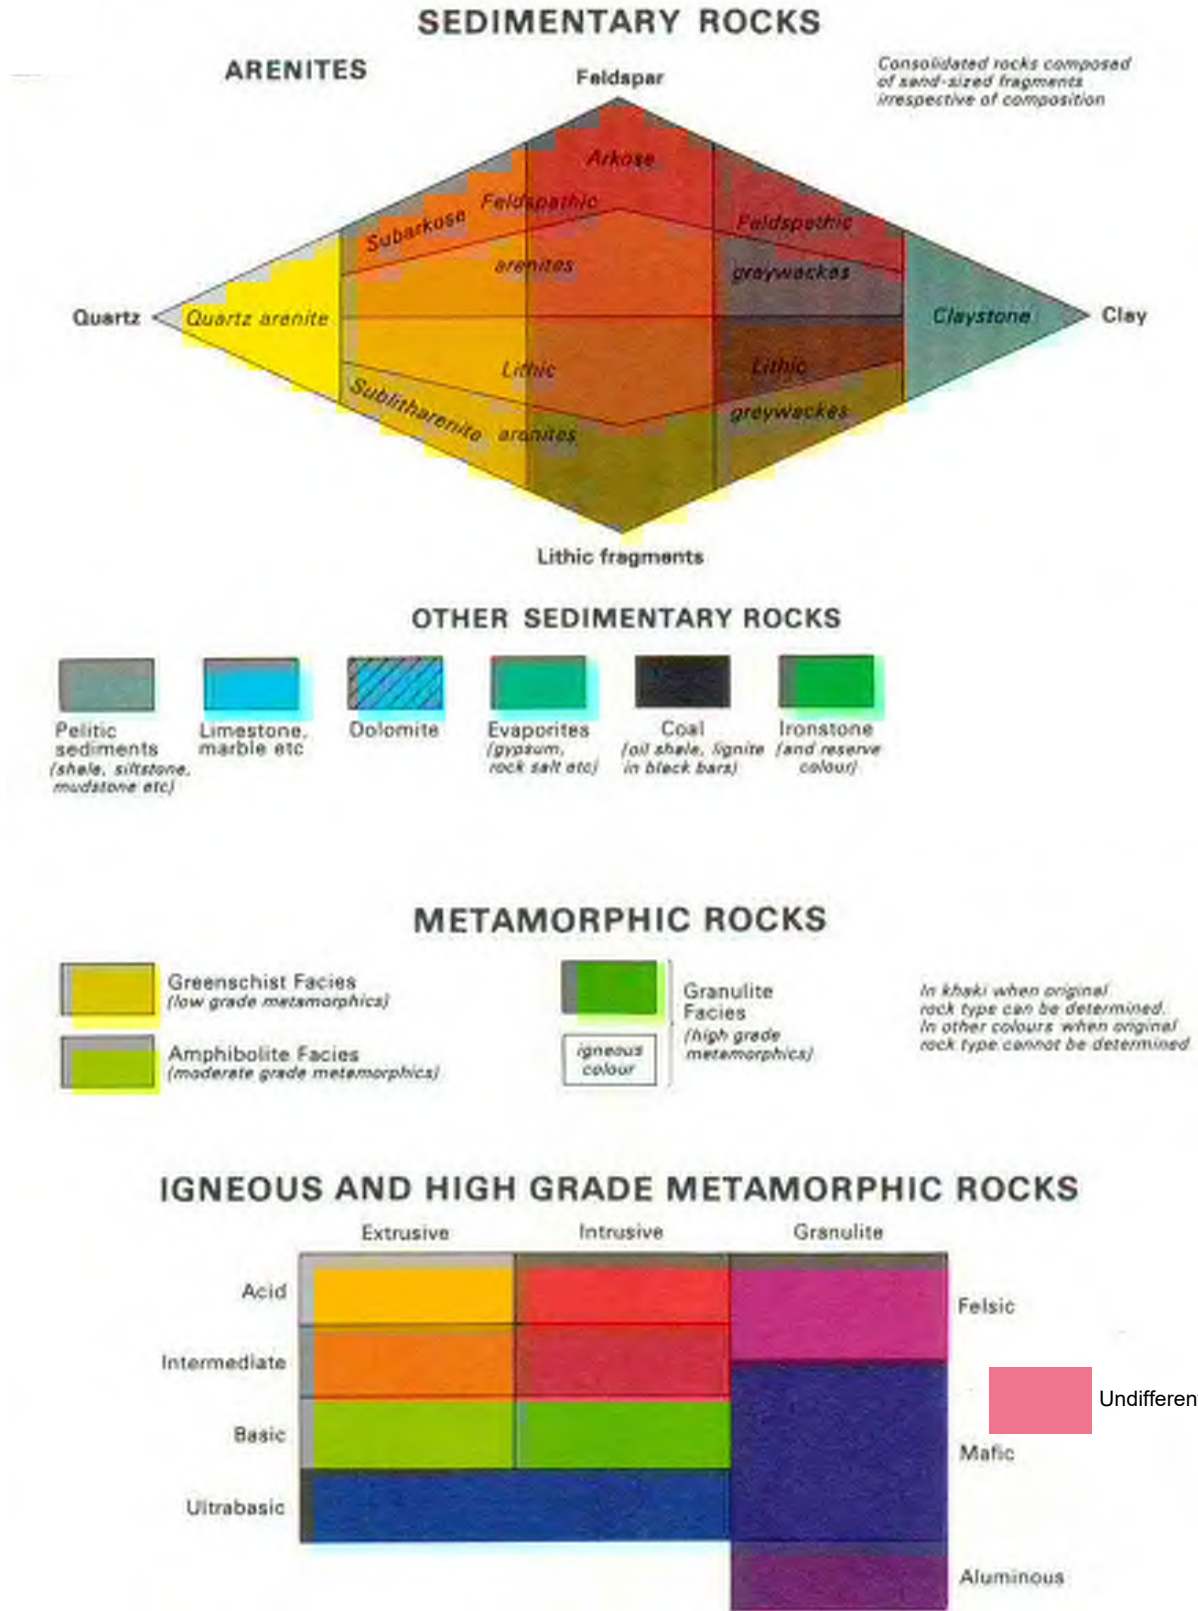 SEDIMENTARY ROCKS
ARENITES
Feldspar
Consolidated rocks composed
of sand-sized fragments
irrespective of composition
Arkose
Feldspathic
Subarkose
arenites
Feldspathic
greywackes
Quartz
Quartz arenite
Claystone
Clay
Lithic
Sublitharenite
arenites
Lithic
greywackes
Lithic fragments
OTHER SEDIMENTARY ROCKS
Pelitic
sediments
(shale, siltstone,
mudstone etc)
Limestone,
marble etc
Dolomite
Evaporites
(gypsum,
rock salt etc)
Coal
(oil shale, lignite
in black bars)
Ironstone
(and reserve
colour)
METAMORPHIC ROCKS
Greenschist Facies
(low grade metamorphics)
Amphibolite Facies
(moderate grade metamorphics)
igneous
colour
Granulite
Facies
(high grade
metamorphics)
In khaki when original
rock type can be determined.
In other colours when original
rock type cannot be determined
IGNEOUS AND HIGH GRADE METAMORPHIC ROCKS
Extrusive Intrusive Granulite
Acid
Felsic
Intermediate
Undifferen
Basic
Mafic
Ultrabasic
Aluminous